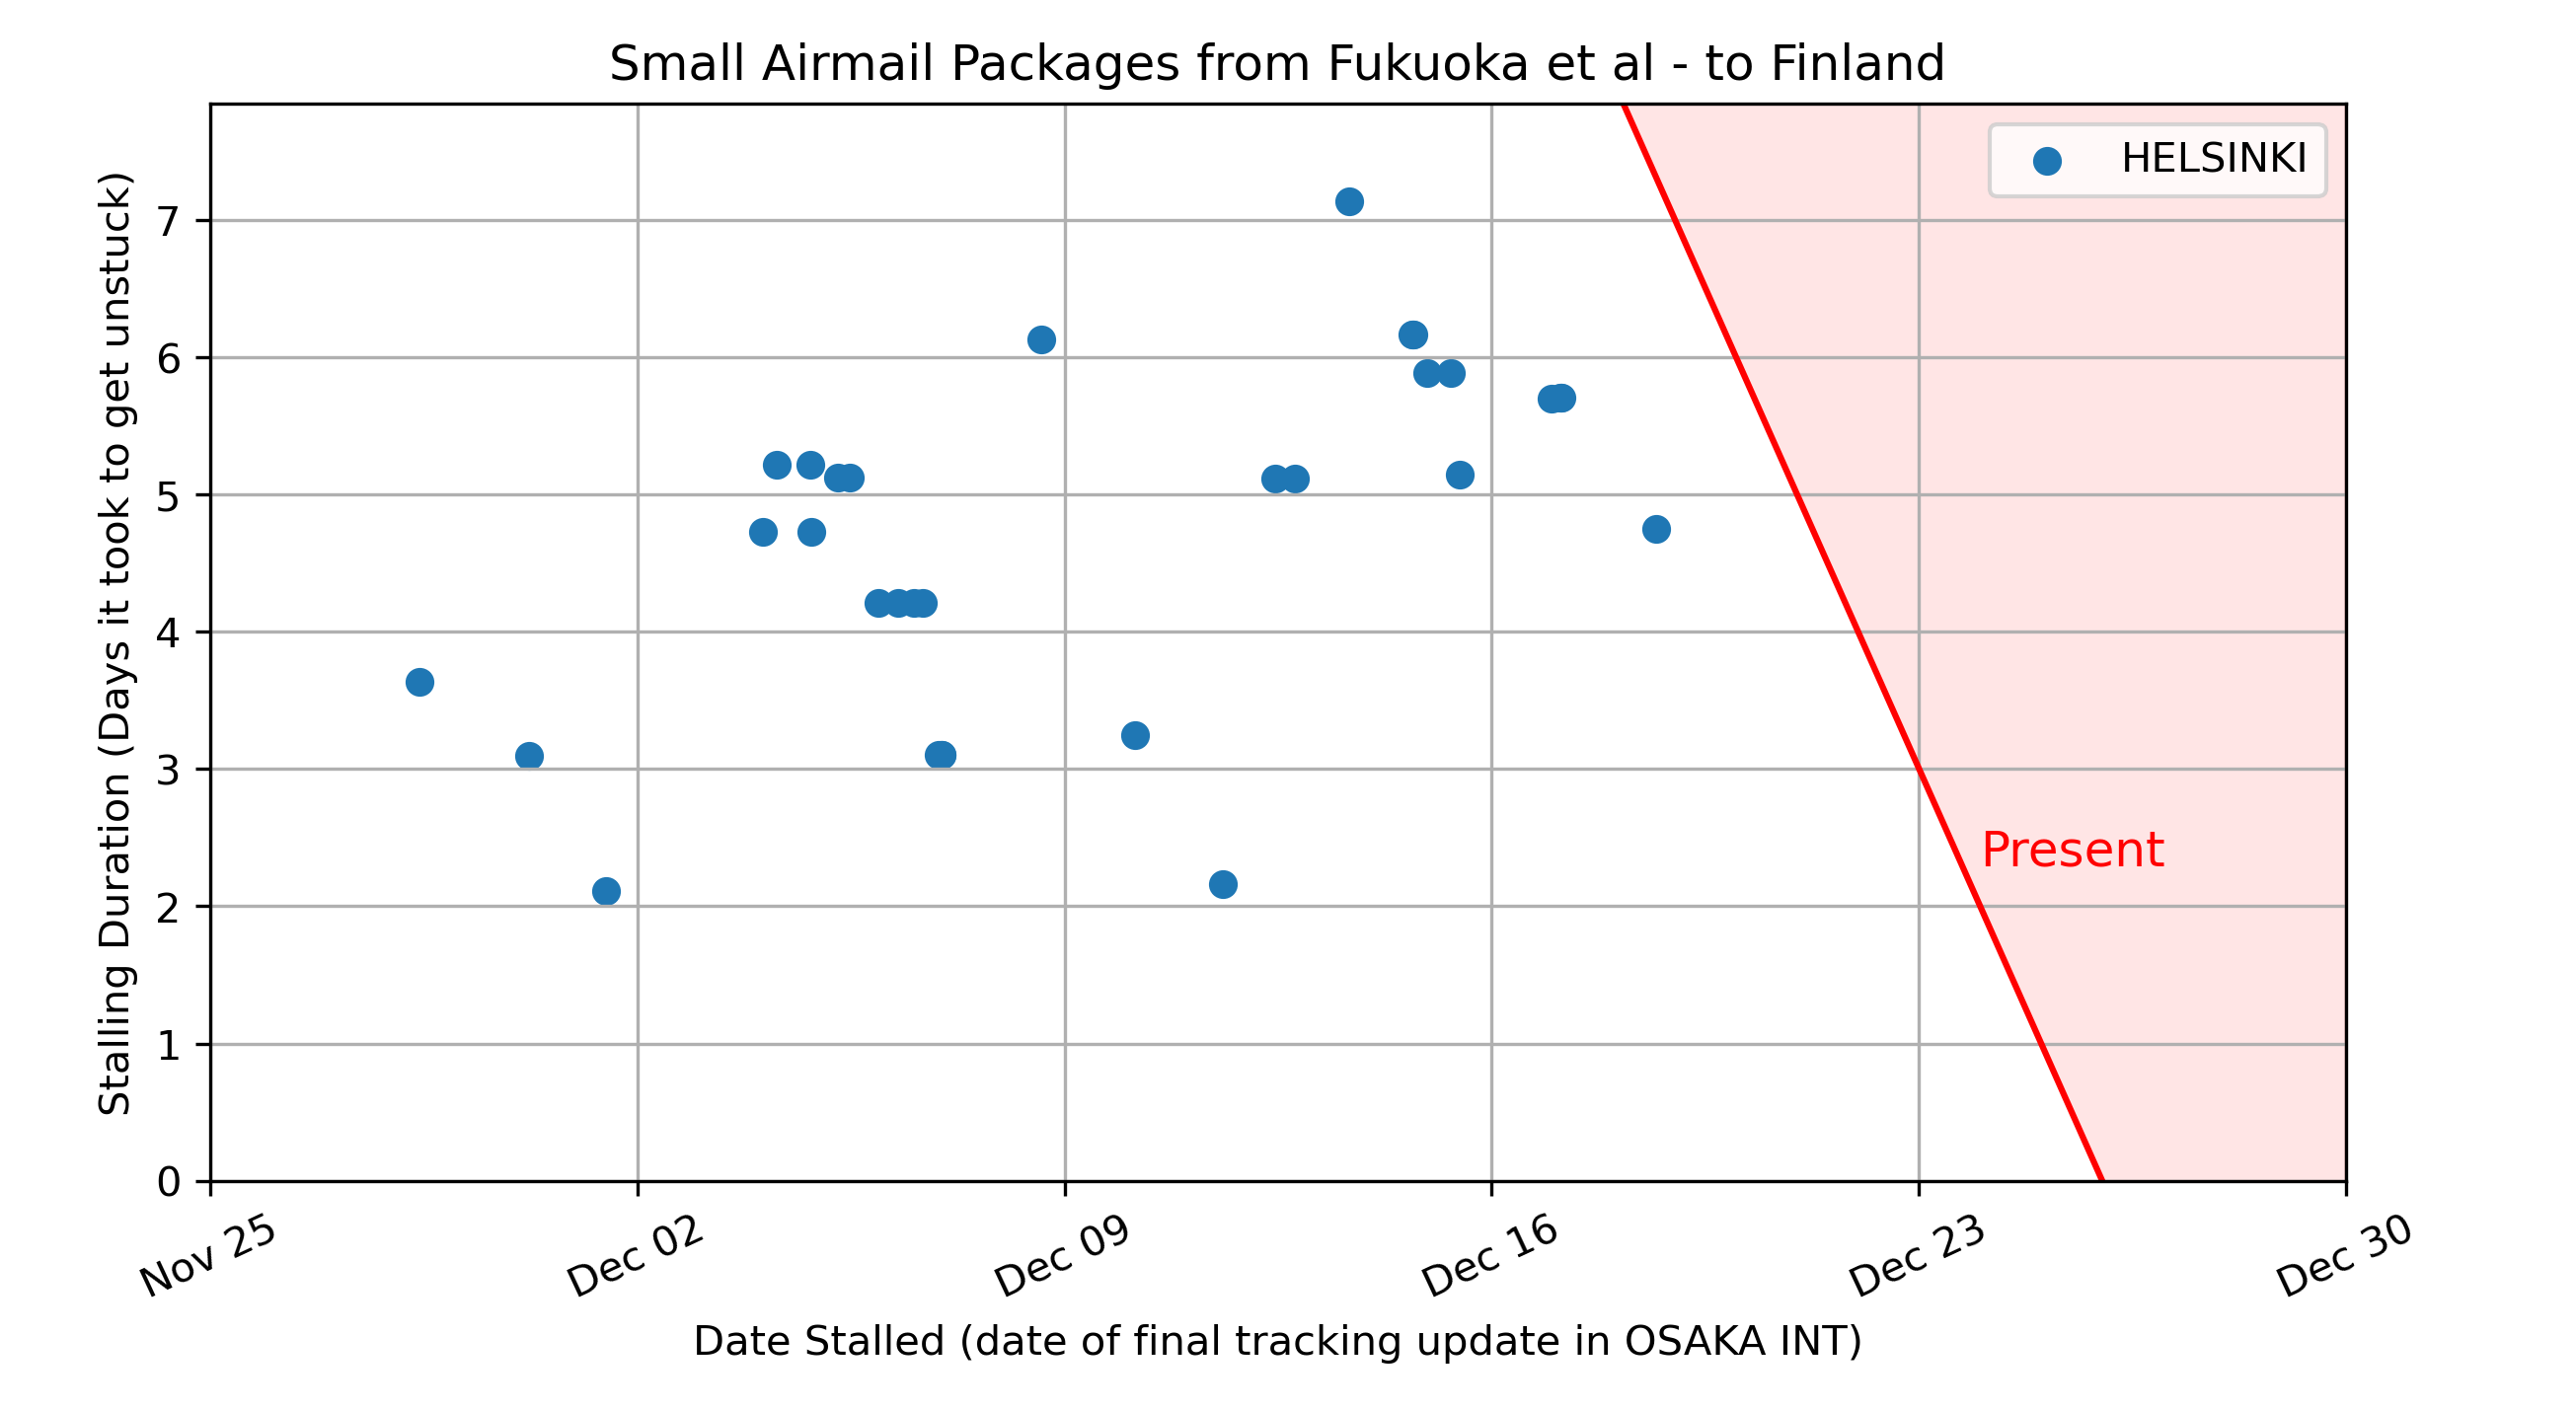 Small Airmail Packages from Fukuoka et al - to Finland
HELSINKI
Stalling Duration (Days it took to get unstuck)
7
6
5
4
3
2
1
0
Present
Nov 25
Dec 02
Dec 09
Dec 16
Dec 23
Dec 30
Date Stalled (date of final tracking update in OSAKA INT)